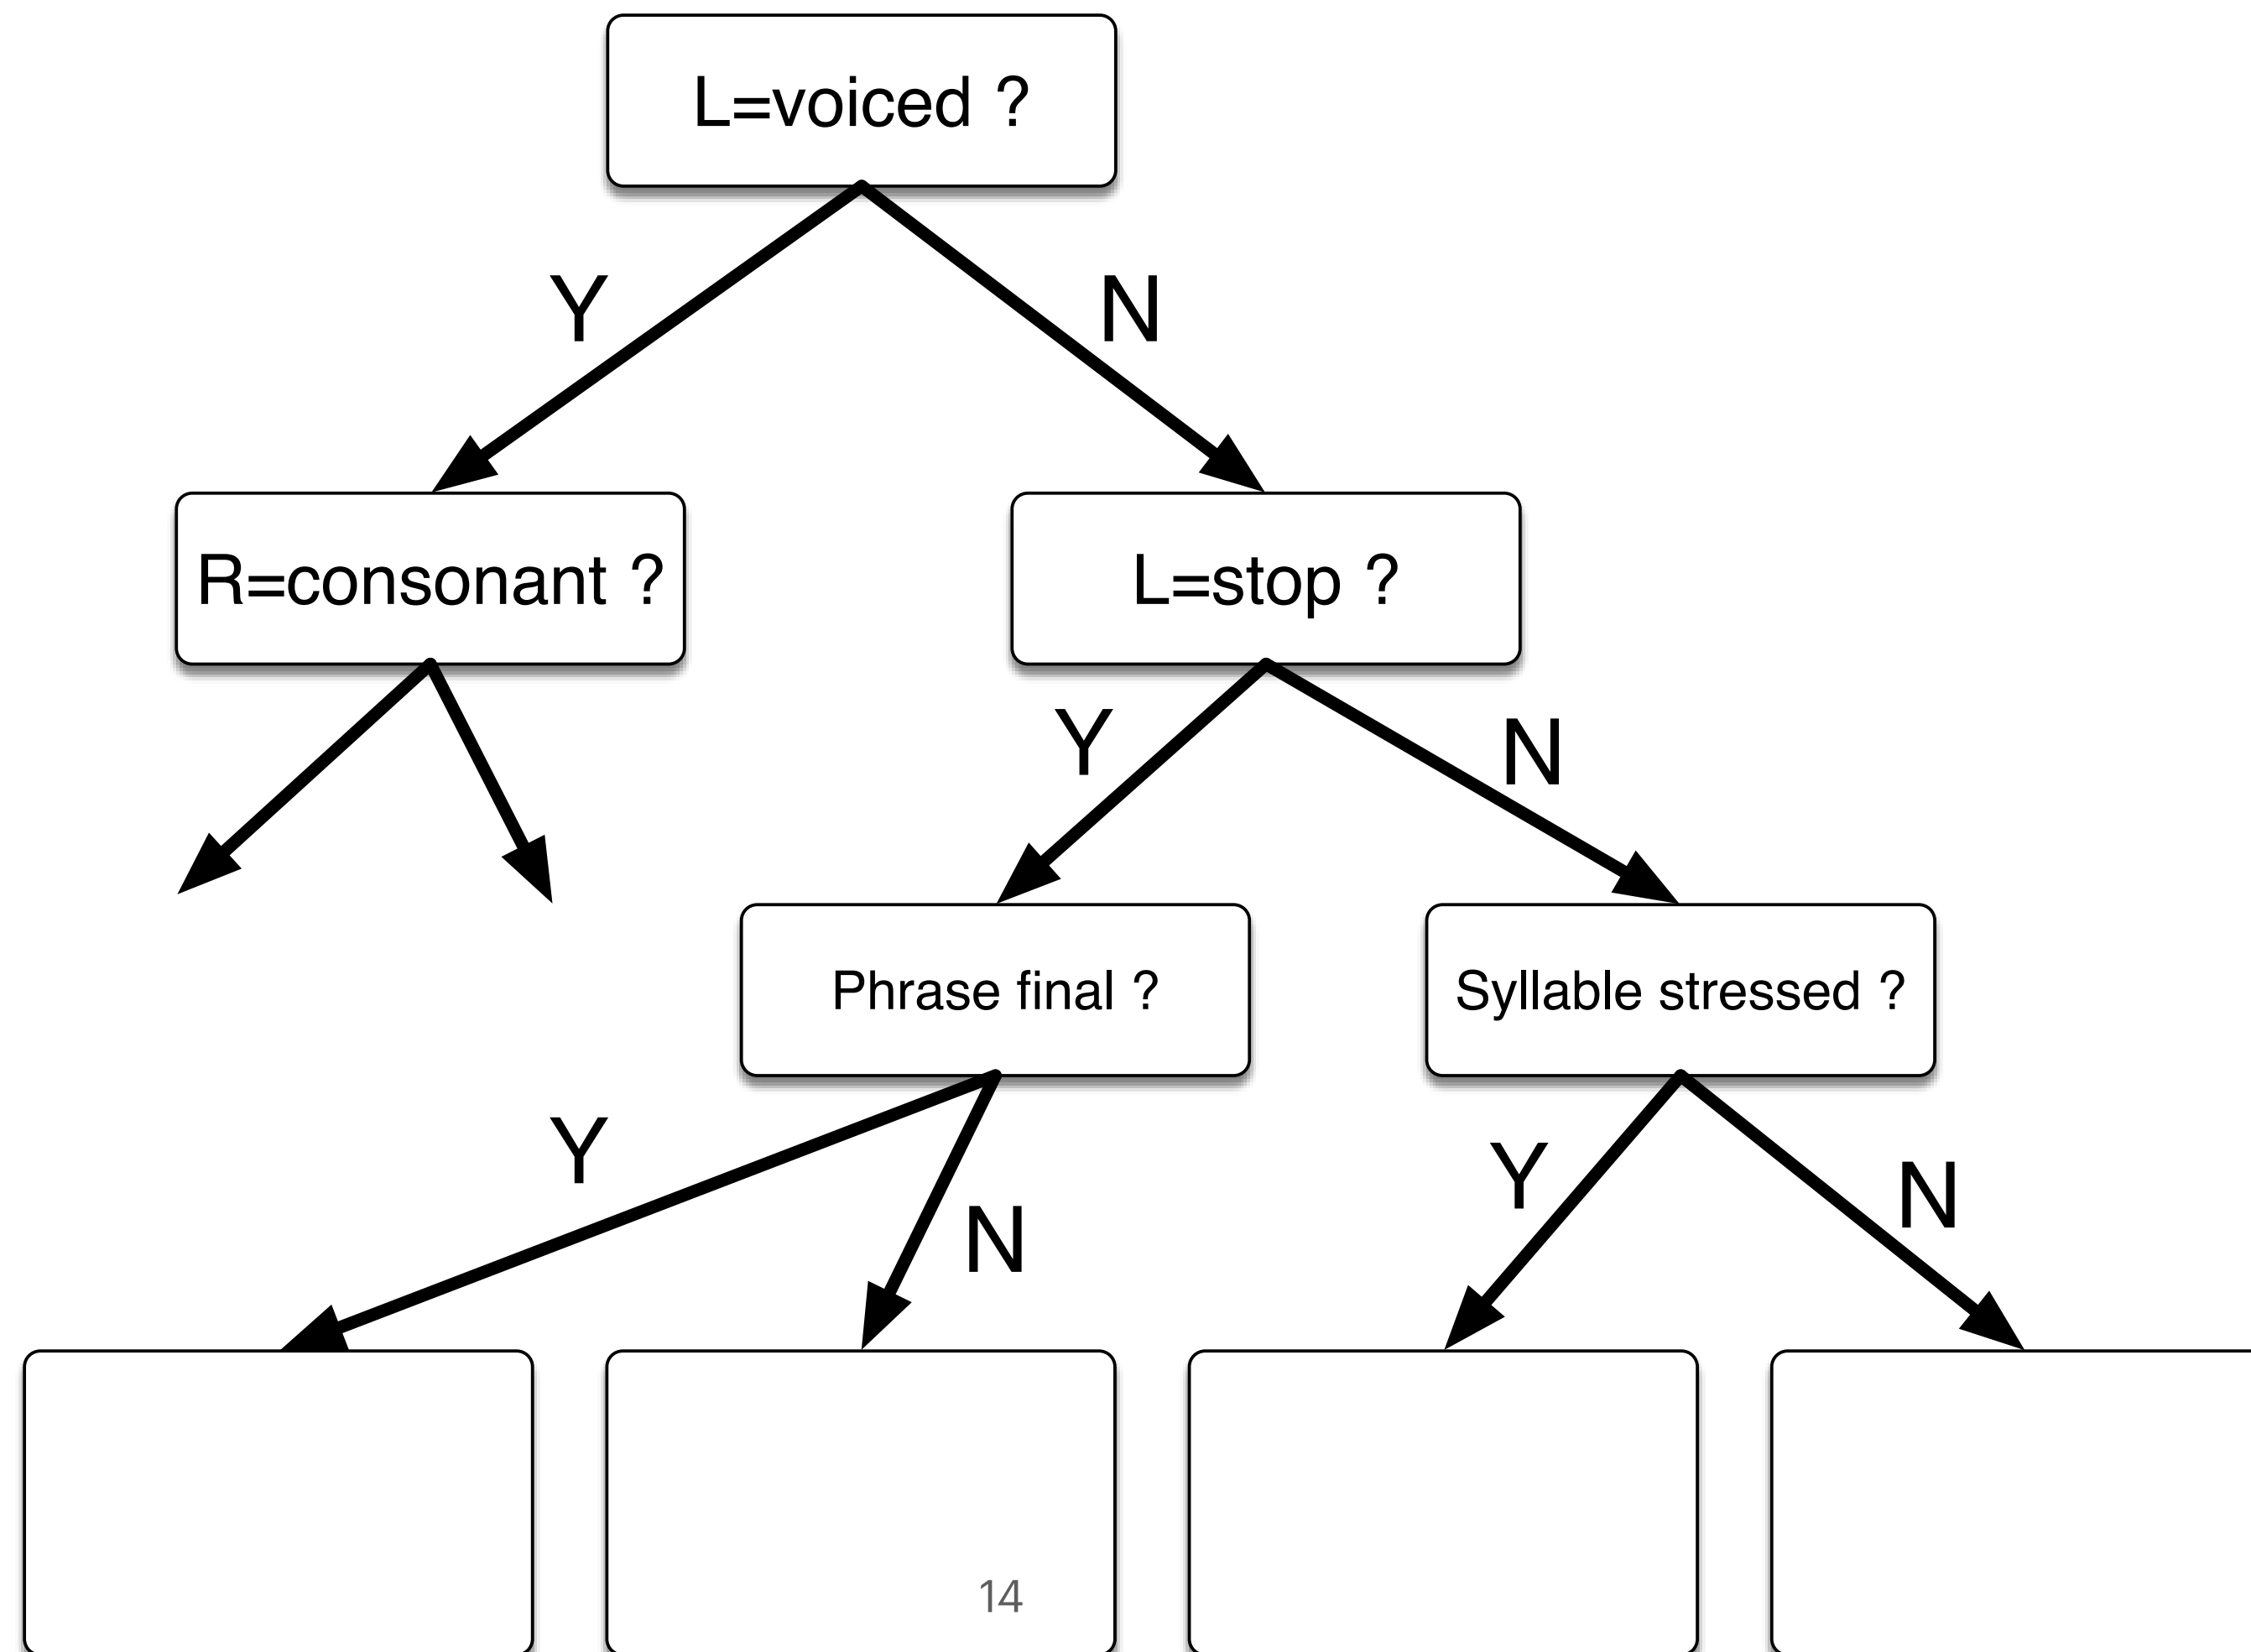 L=voiced ?
Y
N
R=consonant ?
L=stop ?
Y
N
Phrase final ?
Syllable stressed ?
Y
N
Y
N
14